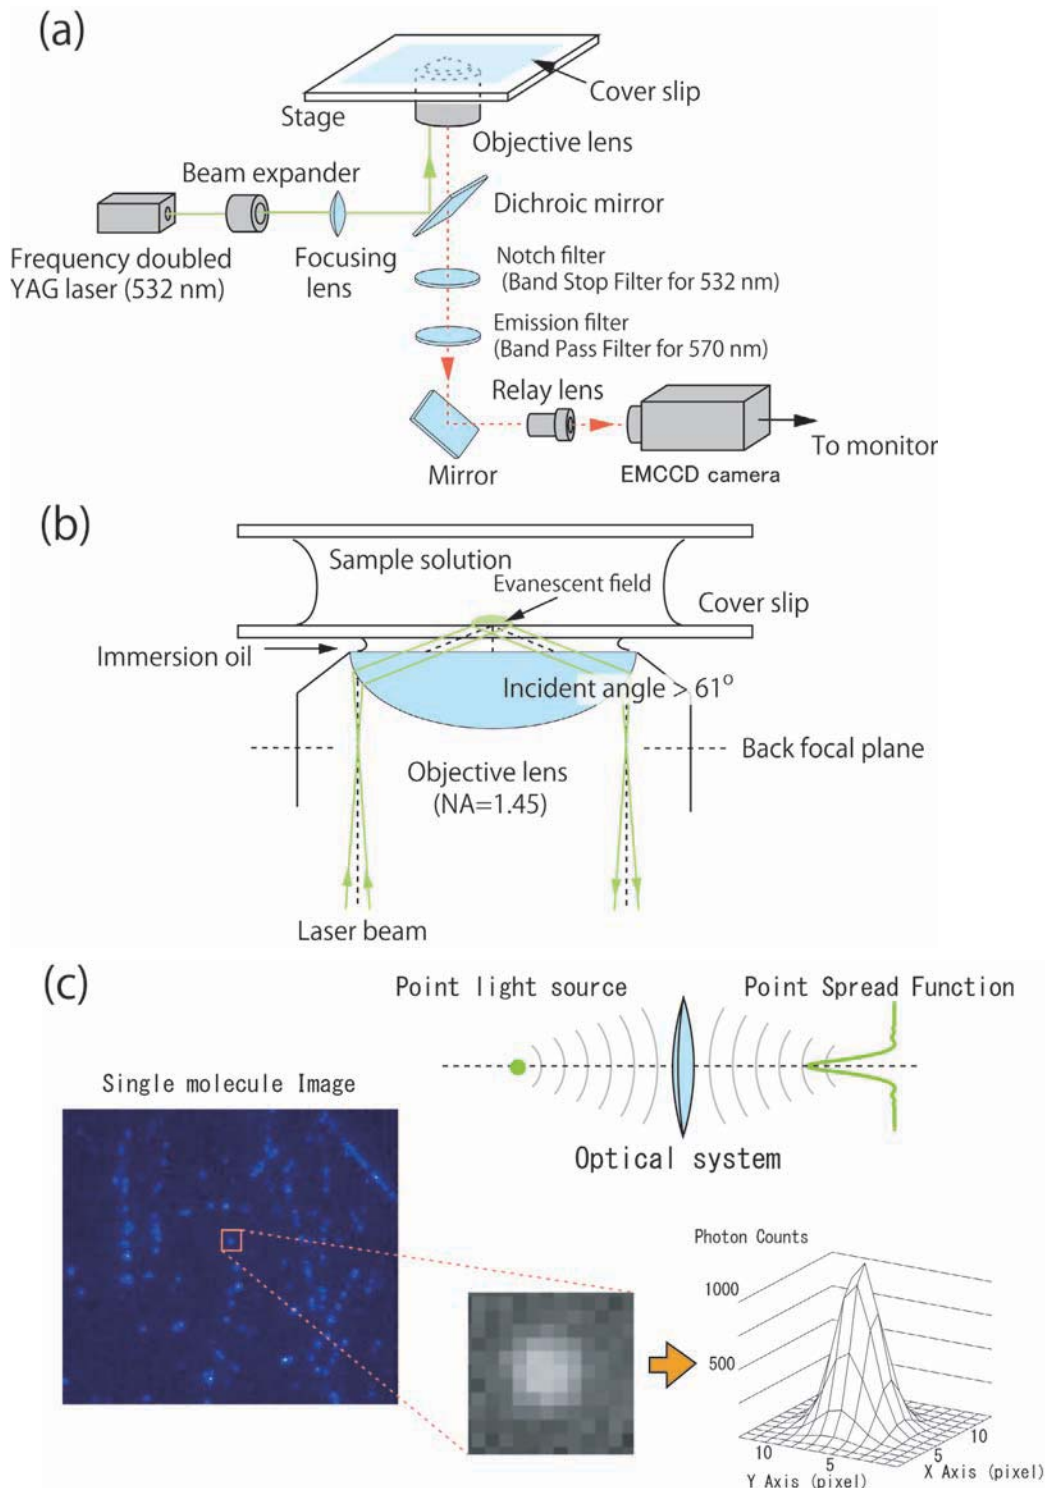 (a)
Cover slip
Stage
Objective lens
Beam expander
Dichroic mirror
Frequency doubled
YAG laser (532 nm)
Focusing
lens
Notch filter
(Band Stop Filter for 532 nm)
Emission filter
(Band Pass Filter for 570 nm)
Relay lens
To monitor
Mirror
EMCCD camera
(b)
Sample solution
Evanescent field
Cover slip
Immersion oil
Incident angle > 61°
Back focal plane
Objective lens
(NA=1.45)
Laser beam
(c)
Point light source
Point Spread Function
Single molecule Image
Optical system
Photon Counts
1000
500
10
5
Y Axis (pixel)
10
5
X Axis (pixel)